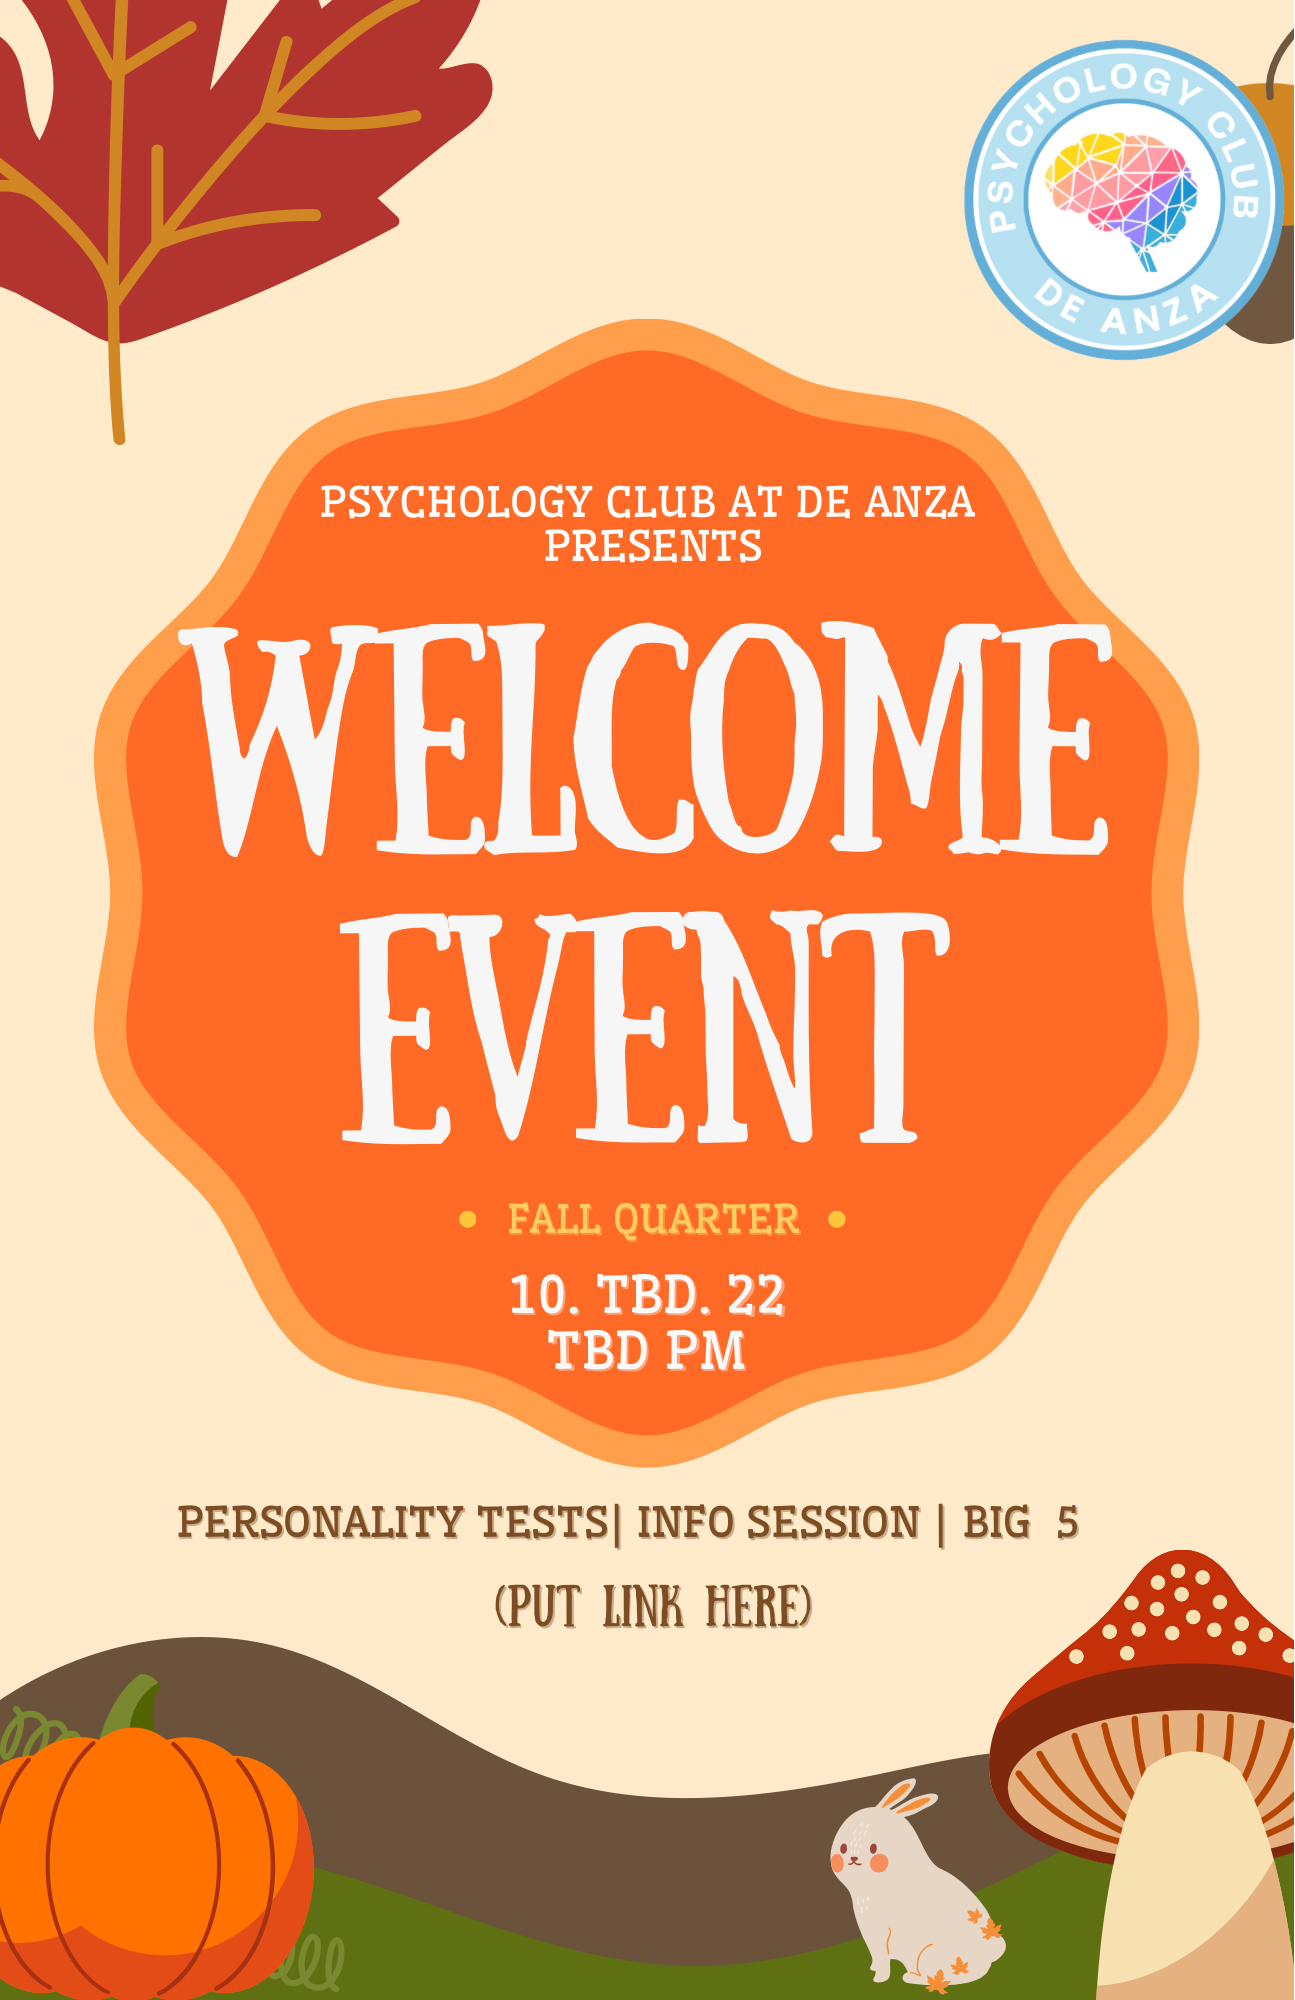 PSYCHOLOGY CLUB
DE ANZA
PSYCHOLOGY CLUB AT DE ANZA
PRESENTS
WELCOME
EVENT
• FALL QUARTER •
10. TBD. 22
TBD PM
PERSONALITY TESTS| INFO SESSION | BIG 5
(PUT LINK HERE)